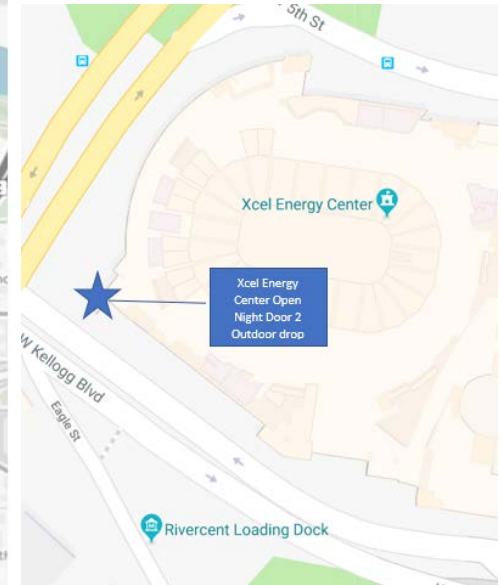 5th St
Xcel Energy Center
Xcel Energy
Center Open
Night Door 2
Outdoor drop
W Kellogg Blvd
Eagle St
Rivercent Loading Dock